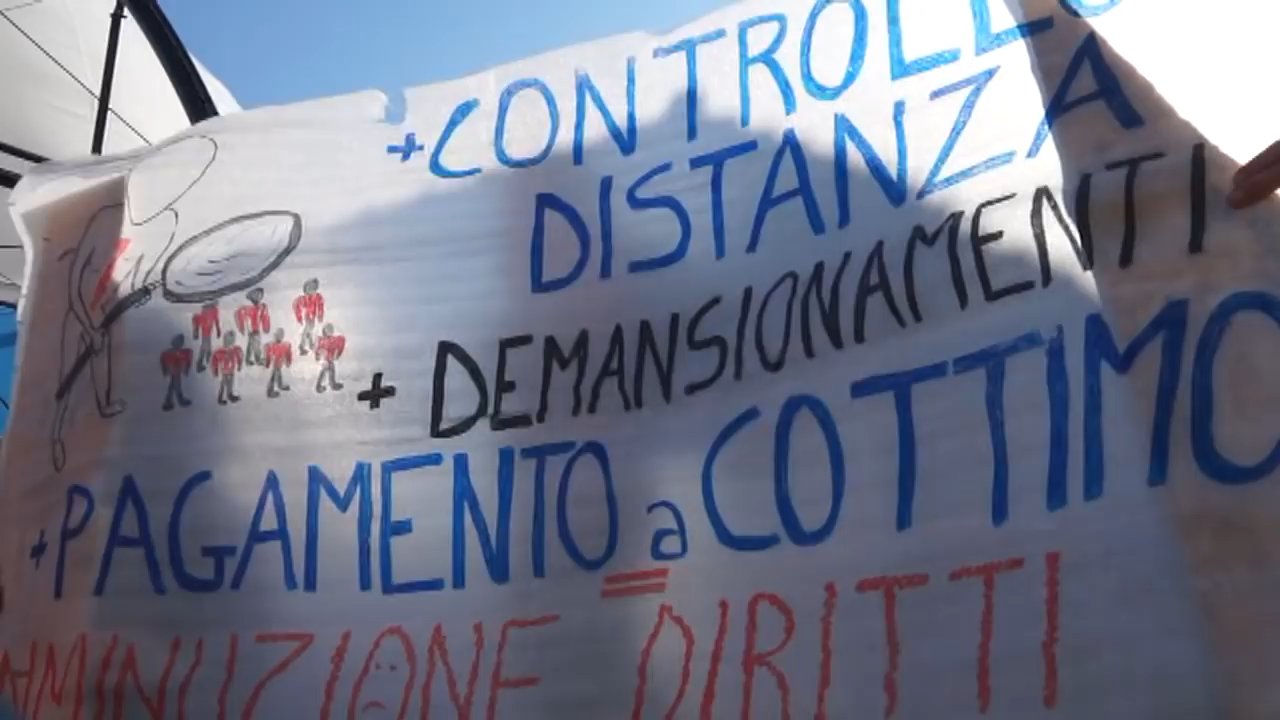 +CONTROLLO
DISTANZA
+ DEMANSIONAMENTI
+PAGAMENTO a COTTIMO
=
DIMINUZIONE DIRITTI